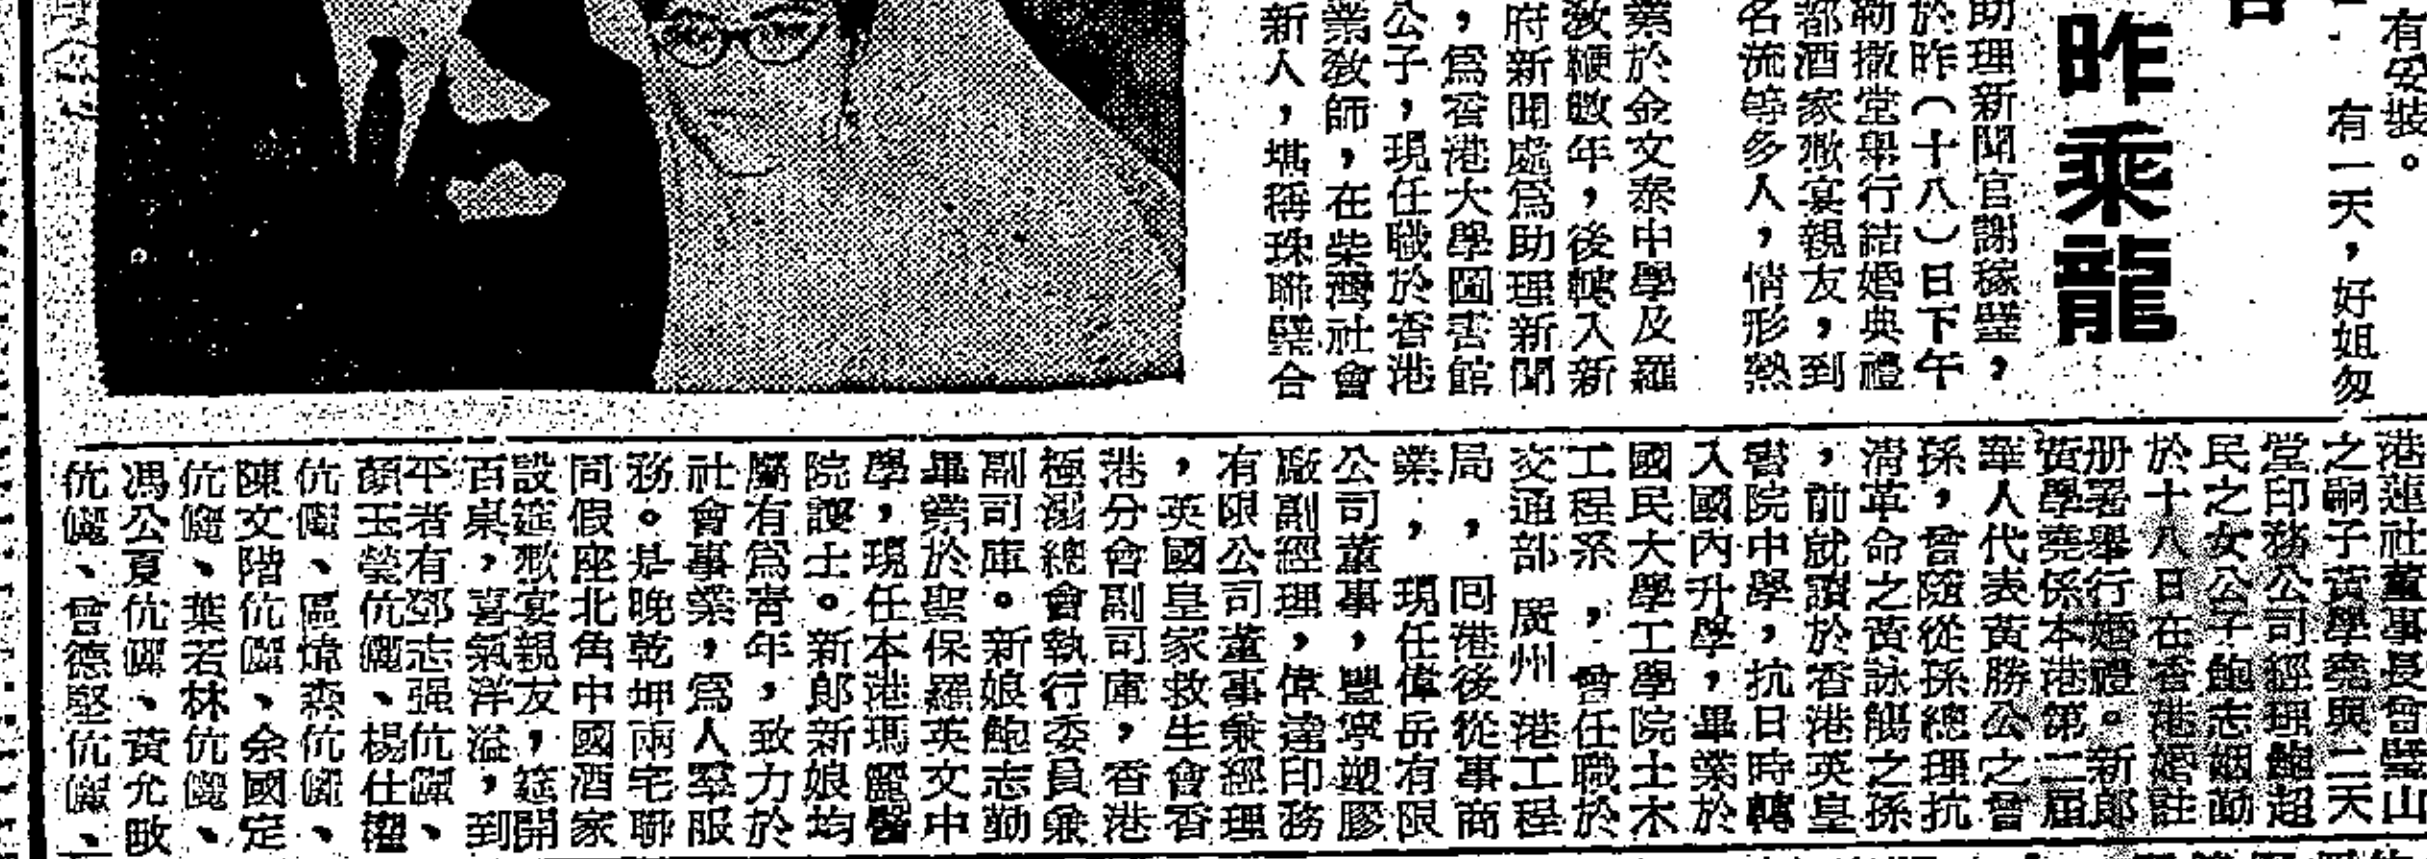 有安裝。
有一天，好姐匆
昨乘龍
助理新聞官謝稼璧，
於昨（十八）日下午
勒撒堂舉行結婚典禮
都酒家歡宴親友，到
名流等多人，情形熱
業於金文泰中學及羅
教鞭數年，後轉入新
府新聞處爲助理新聞
，爲香港大學圖書館
公子，現任職於香港
業教師，在柴灣社會
新人，堪稱珠聯璧合
港蓮社董事長曾璧山
之嗣子黃學堯與二天
堂印務公司經理鮑超
民之女公子鮑志勤
於十八日在香港婚註
册署舉行婚禮。新郎
黃學堯係本港第二屆
華人代表黃勝公之曾
孫，曾隨從孫總理抗
清革命之黃詠觴之孫
，前就讀於香港英皇
書院中學，抗日時轉
入國內升學，畢業於
國民大學工學院土木
工程系，曾任職於
交通部廣州港工程
局，回港後從事商
業，現任偉岳有限
公司董事，豐寧塑膠
廠副經理，偉達印務
有限公司董事兼經理
，英國皇家救生會香
港分會副司庫，香港
極溺總會執行委員兼
副司庫。新娘鮑志勤
畢業於聖保羅英文中
學，現任本港瑪麗醫
院護士。新郎新娘均
屬有爲靑年，致力於
社會事業，爲人羣服
務。是晚乾坤兩宅聯
同假座北角中國酒家
設筵歡宴親友，筵開
百桌，喜氣洋溢，到
平者有鄧志强伉儷、
顏玉瑩伉儷、楊仕
伉儷、區煒森伉儷、
陳文階伉儷、余國定
伉儷、葉若林伉儷、
馮公夏伉儷、黃允畋
伉儷、曾德堅伉儷、